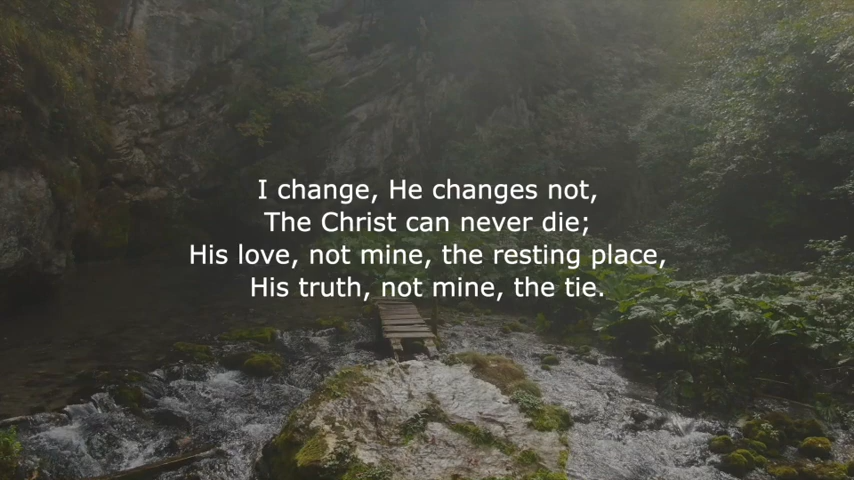 I change, He changes not,
The Christ can never die;
His love, not mine, the resting place,
His truth, not mine, the tie.